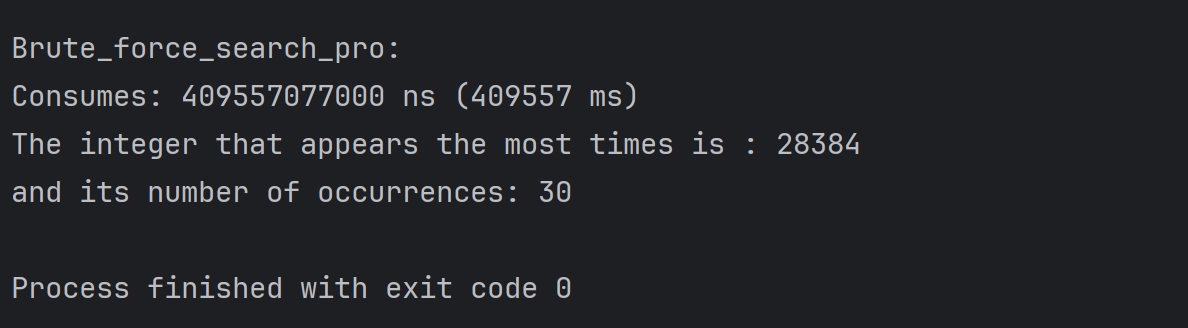 Brute_force_search_pro:
Consumes: 409557077000 ns (409557 ms)
The integer that appears the most times is : 28384
and its number of occurrences: 30
Process finished with exit code 0